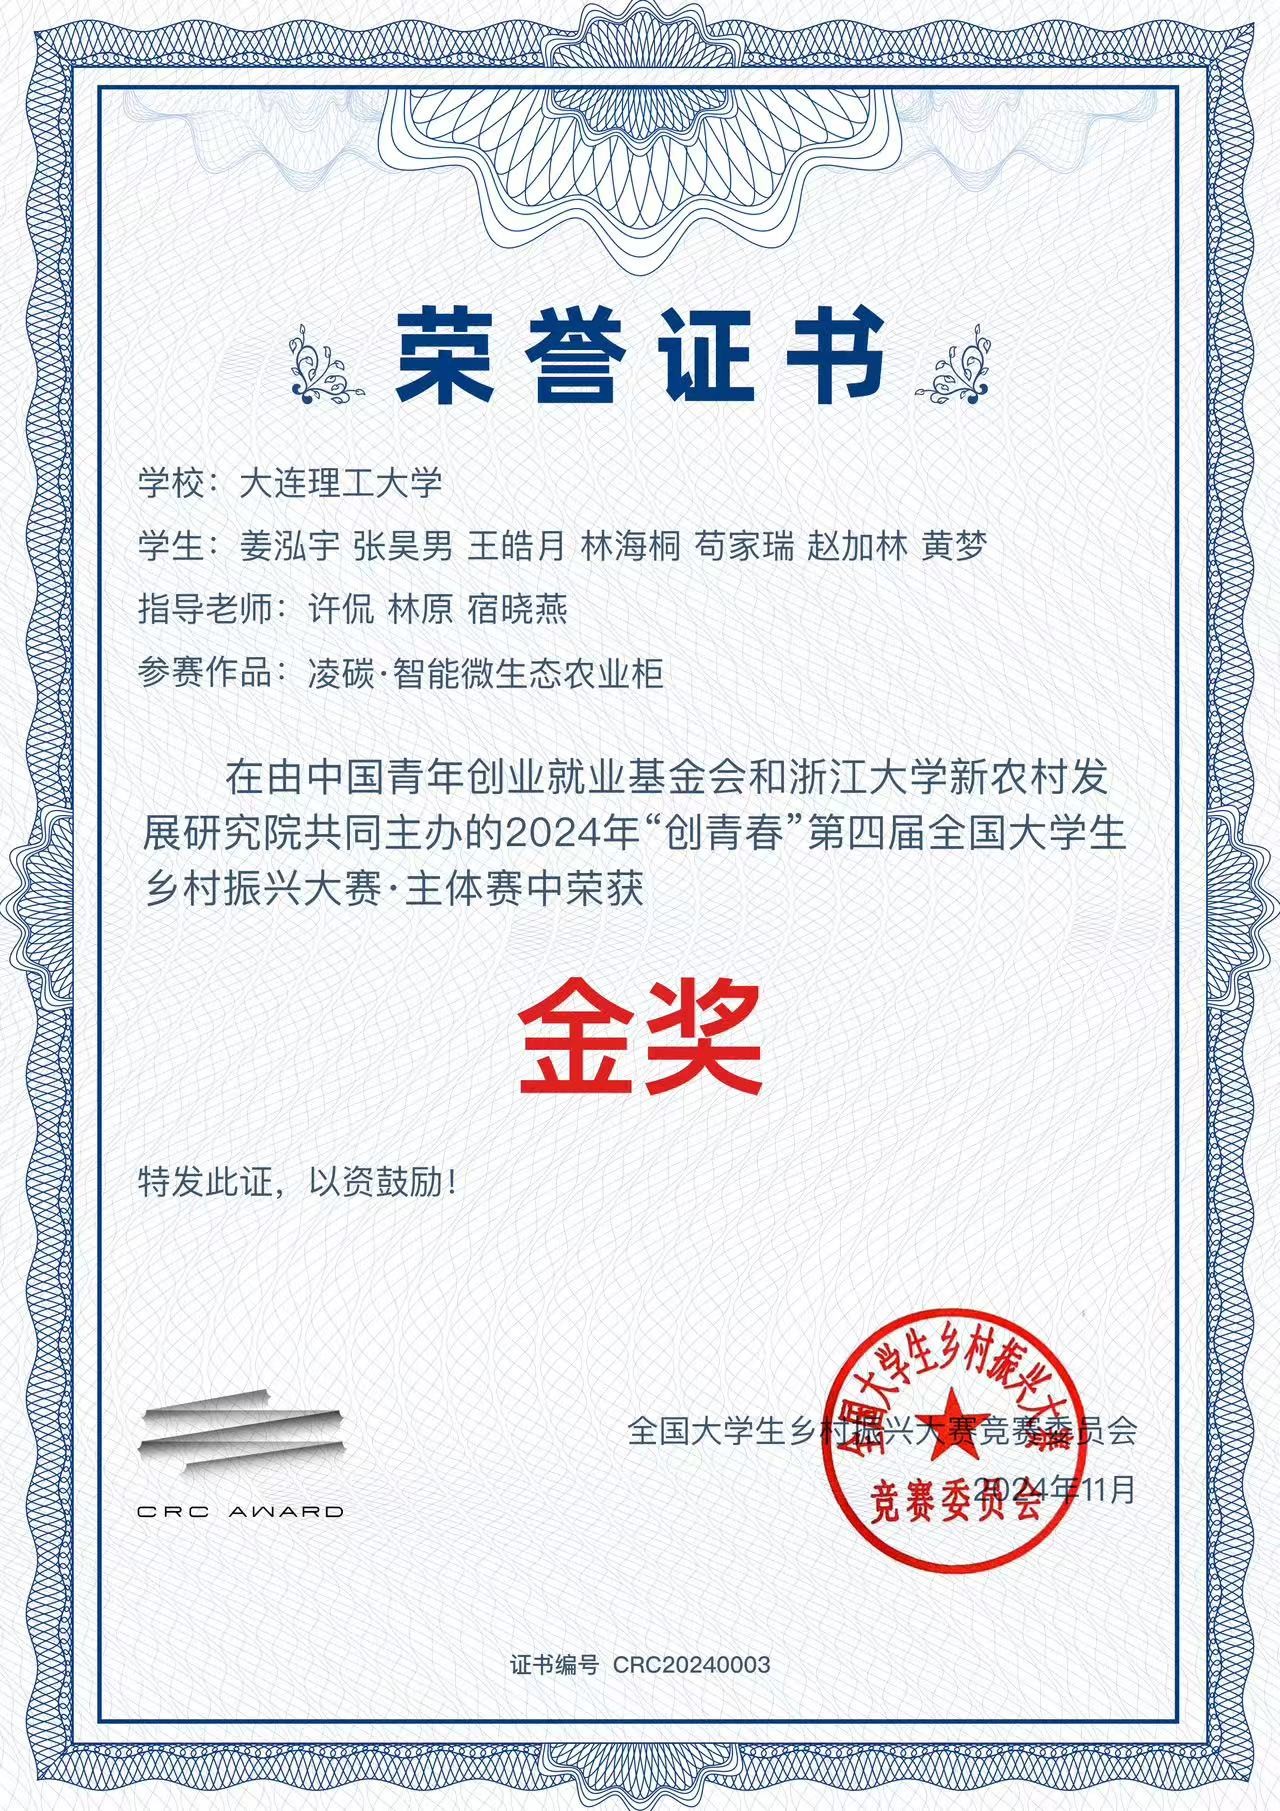 荣誉证书
学校：大连理工大学
学生：姜泓宇 张昊男 王皓月 林海桐 苟家瑞 赵加林 黄梦
指导老师：许侃 林原 宿晓燕
参赛作品：凌碳·智能微生态农业柜
在由中国青年创业就业基金会和浙江大学新农村发
展研究院共同主办的2024年“创青春”第四届全国大学生
乡村振兴大赛·主体赛中荣获
金奖
特发此证，以资鼓励！
全国大学生乡村振兴大赛
竞赛委员会
全国大学生乡村振兴大赛竞赛委员会
2024年11月
CRC AWARD
证书编号 CRC20240003